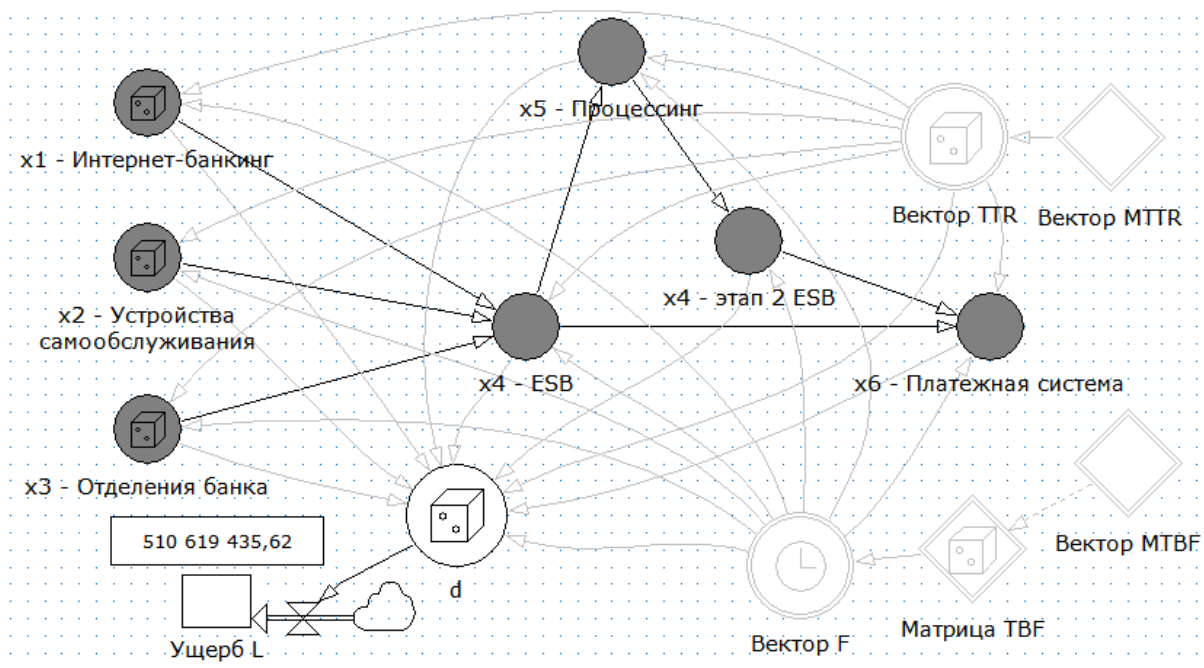 x5 - Процессинг
x1 - Интернет-банкинг
Вектор TTR
Вектор MTTR
x4 - этап 2 ESB
x2 - Устройства
самообслуживания
x4 - ESB
x6 - Платежная система
x3 - Отделения банка
510 619 435,62
Вектор MTBF
d
Матрица TBF
Вектор F
Ущерб L